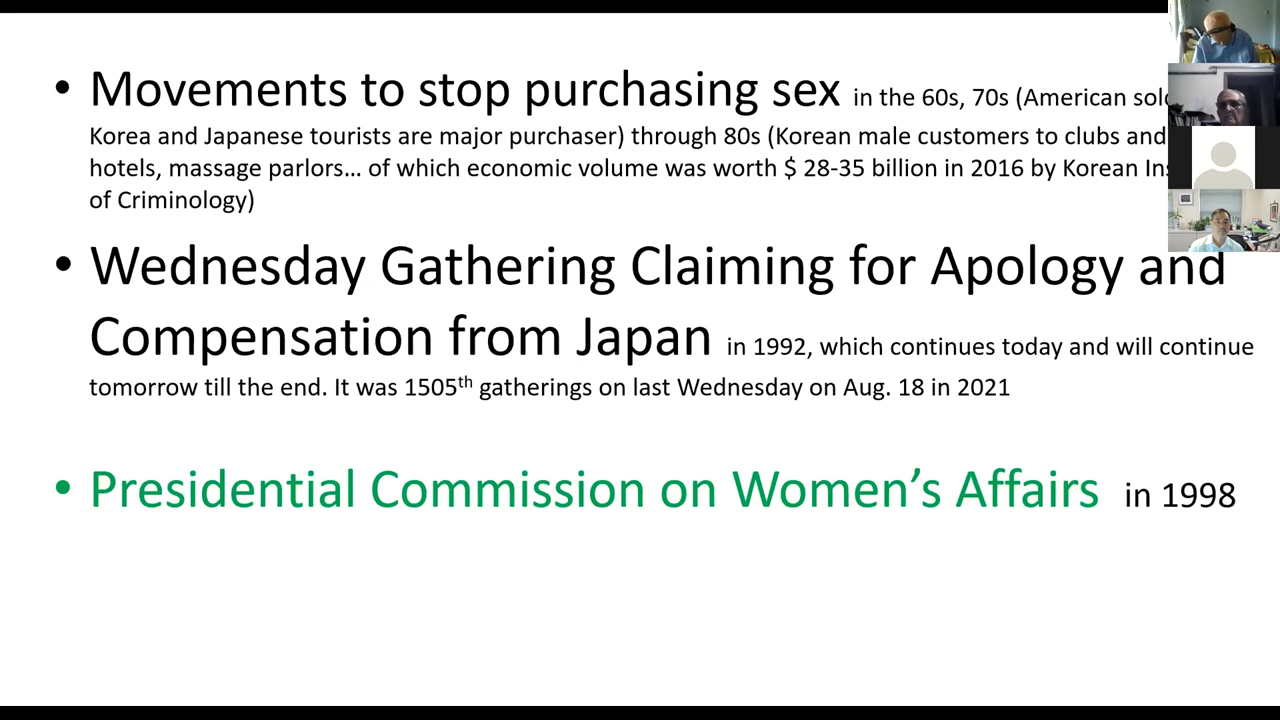 • Movements to stop purchasing sex in the 60s, 70s (American
Korea and Japanese tourists are major purchaser) through 80s (Korean male customers to clubs and
hotels, massage parlors... of which economic volume was worth $ 28-35 billion in 2016 by Korean
of Criminology)
• Wednesday Gathering Claiming for Apology and
Compensation from Japan in 1992, which continues today and will continue
tomorrow till the end. It was 1505th gatherings on last Wednesday on Aug. 18 in 2021
• Presidential Commission on Women’s Affairs in 1998